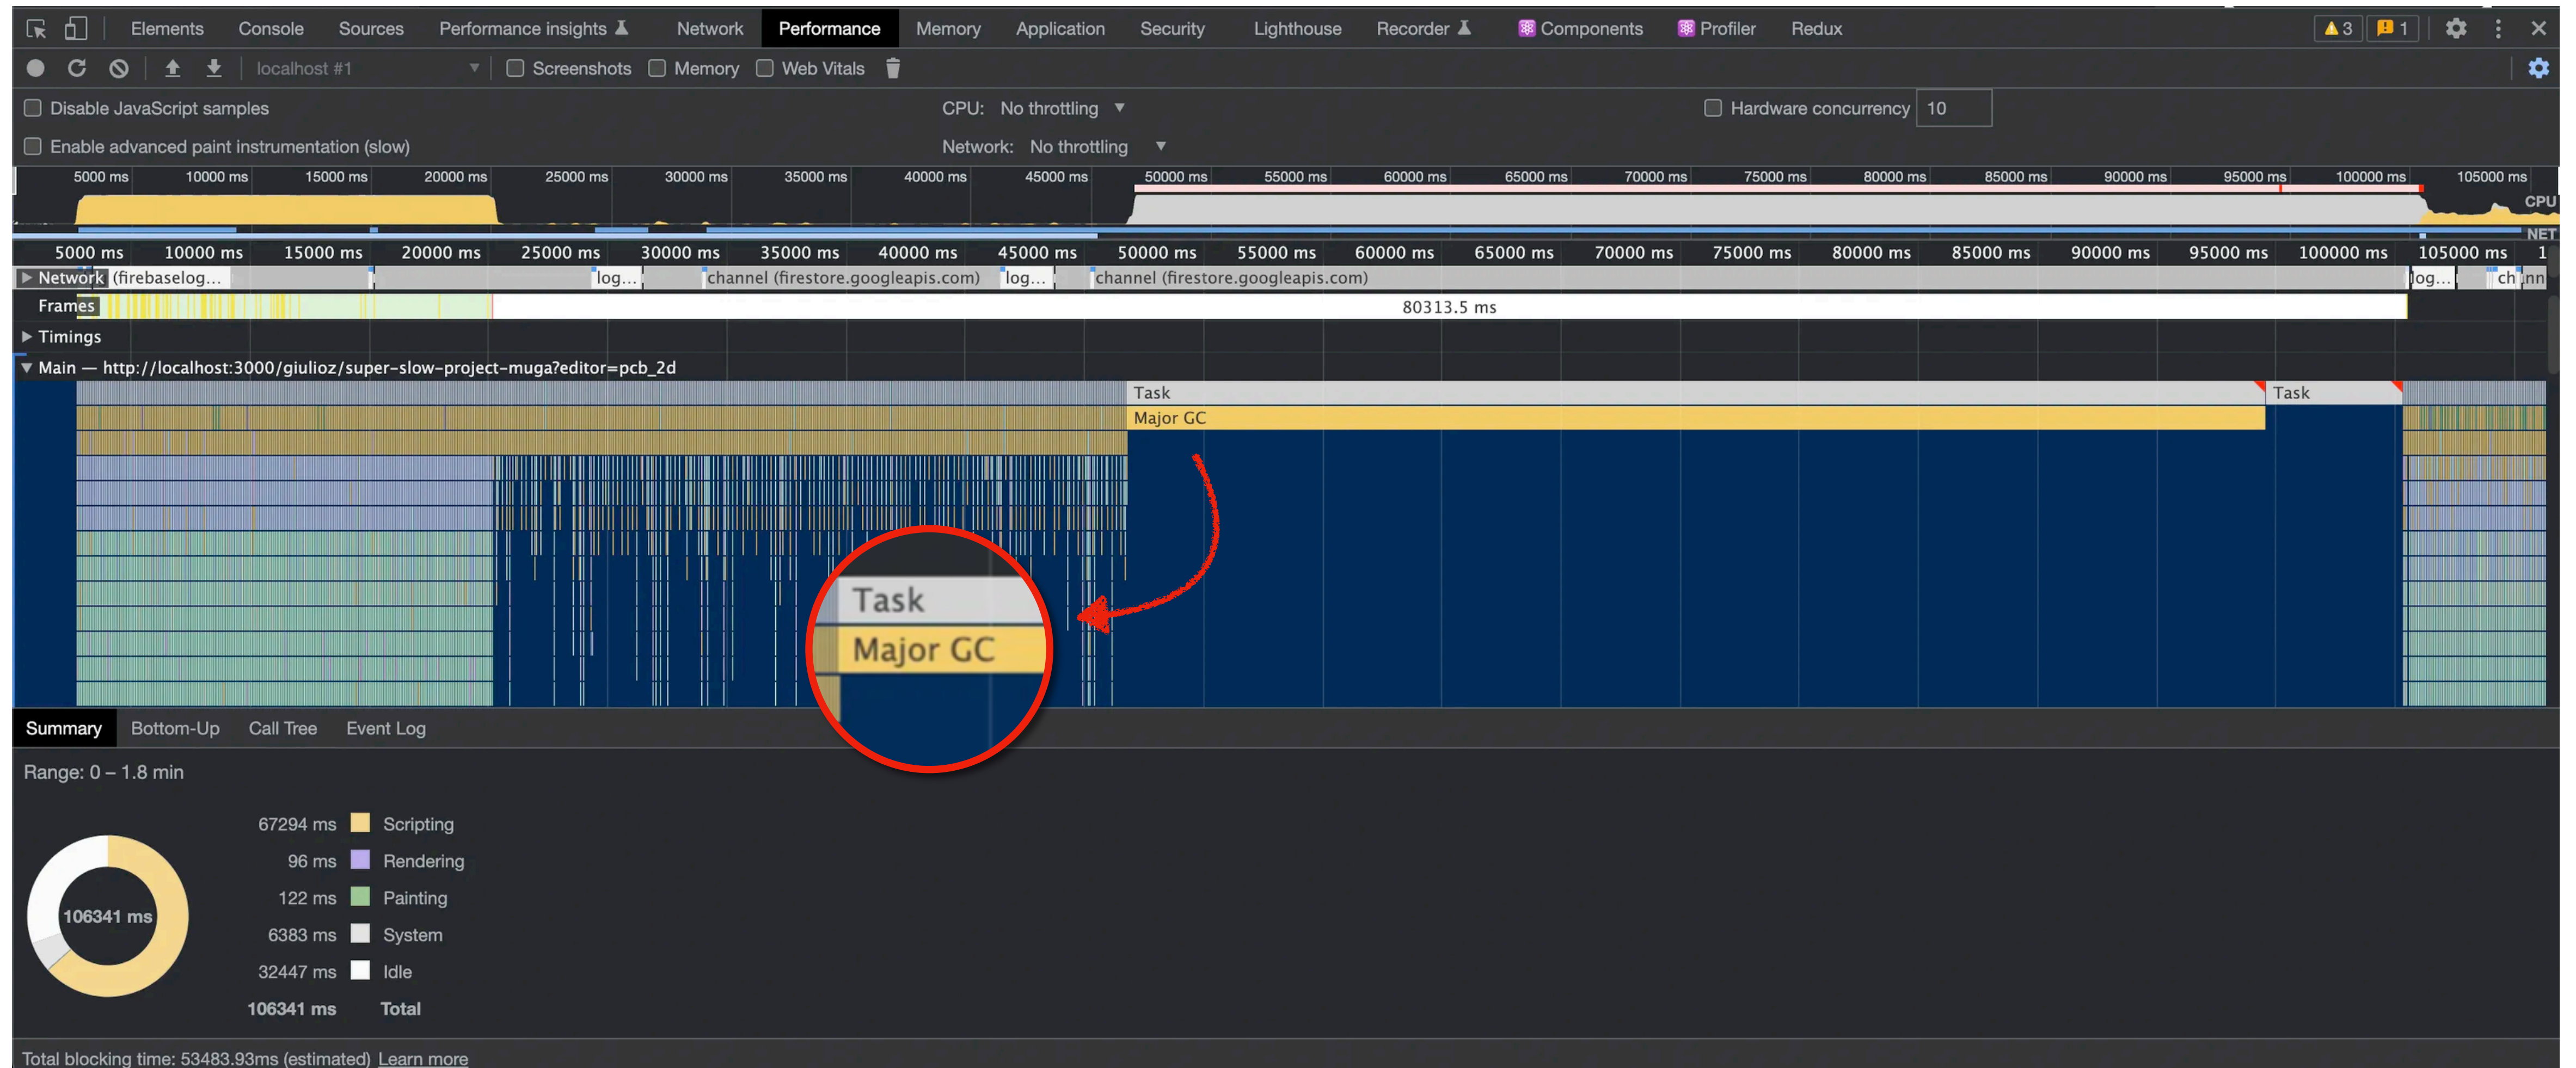 Elements Console Sources Performance insights Network Performance Memory Application Security Lighthouse Recorder Components Profiler Redux 3 1
localhost #1 Screenshots Memory Web Vitals
Disable JavaScript samples CPU: No throttling Hardware concurrency 10
Enable advanced paint instrumentation (slow) Network: No throttling
5000 ms 10000 ms 15000 ms 20000 ms 25000 ms 30000 ms 35000 ms 40000 ms 45000 ms 50000 ms 55000 ms 60000 ms 65000 ms 70000 ms 75000 ms 80000 ms 85000 ms 90000 ms 95000 ms 100000 ms 105000 ms
CPU
NET
5000 ms 10000 ms 15000 ms 20000 ms 25000 ms 30000 ms 35000 ms 40000 ms 45000 ms 50000 ms 55000 ms 60000 ms 65000 ms 70000 ms 75000 ms 80000 ms 85000 ms 90000 ms 95000 ms 100000 ms 105000 ms 1
Network (firebaselog... log... channel (firestore.googleapis.com) log... channel (firestore.googleapis.com) log... ch nn
Frames 80313.5 ms
Timings
Main — http://localhost:3000/giulioz/super-slow-project-muga?editor=pcb_2d
Task Task
Major GC
Task
Major GC
Summary Bottom-Up Call Tree Event Log
Range: 0 – 1.8 min
67294 ms Scripting
96 ms Rendering
106341 ms
122 ms Painting
6383 ms System
32447 ms Idle
106341 ms Total
Total blocking time: 53483.93ms (estimated) Learn more